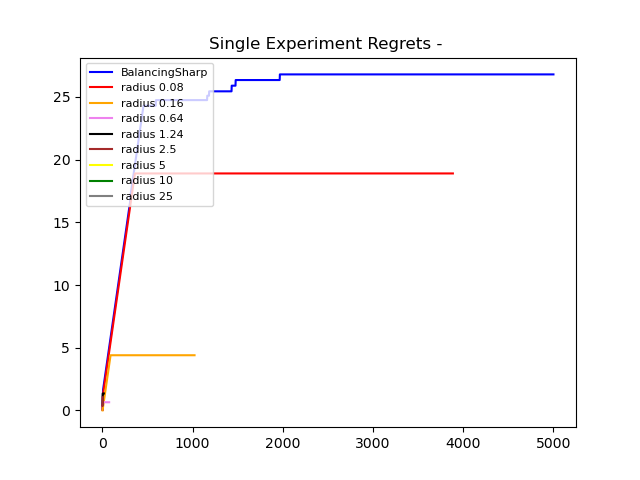 Single Experiment Regrets -
BalancingSharp
radius 0.08
radius 0.16
radius 0.64
radius 1.24
radius 2.5
radius 5
radius 10
radius 25
25
20
15
10
5
0
0 1000 2000 3000 4000 5000